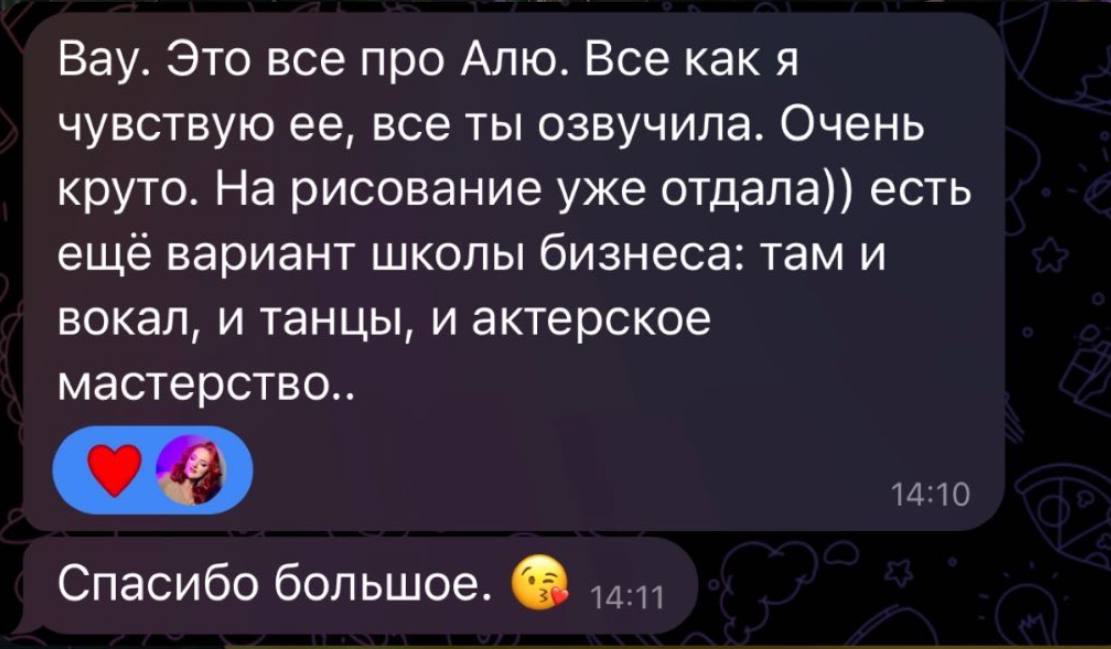 Вау. Это все про Алю. Все как я
чувствую ее, все ты озвучила. Очень
круто. На рисование уже отдала)) есть
ещё вариант школы бизнеса: там и
вокал, и танцы, и актерское
мастерство..
14:10
Спасибо большое. 😘 14:11